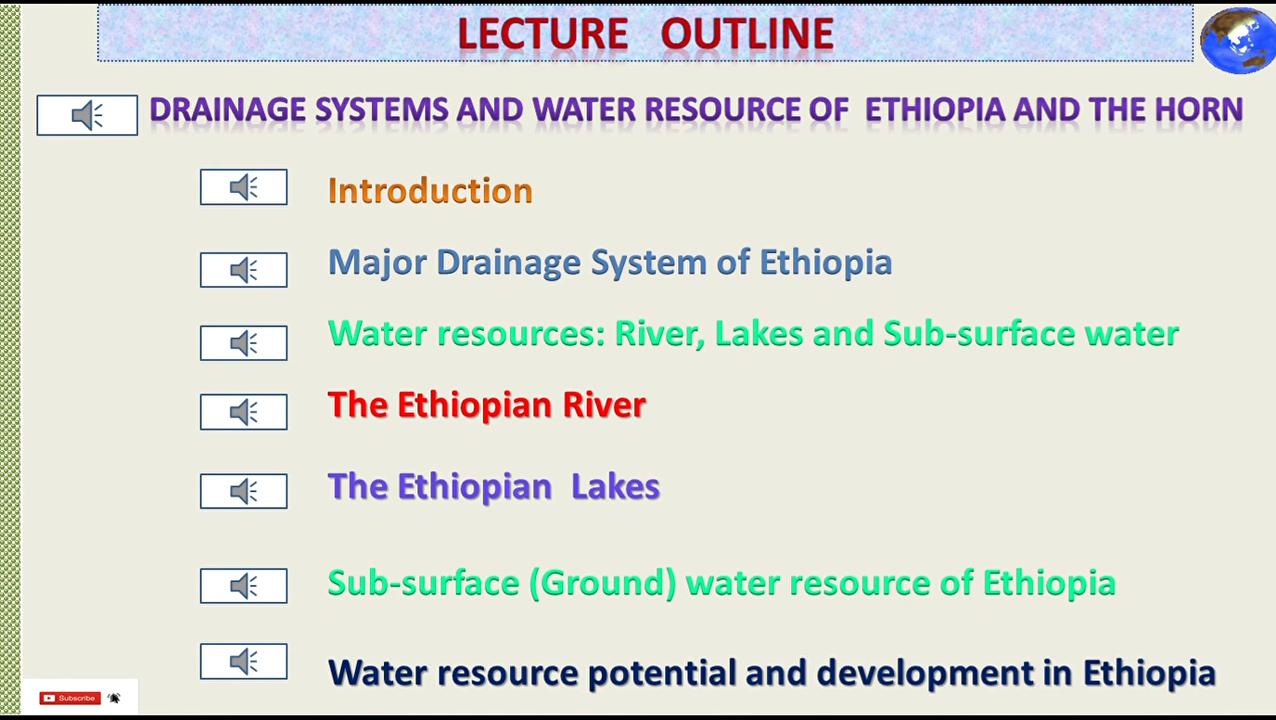 LECTURE OUTLINE
DRAINAGE SYSTEMS AND WATER RESOURCE OF ETHIOPIA AND THE HORN
Introduction
Major Drainage System of Ethiopia
Water resources: River, Lakes and Sub-surface water
The Ethiopian River
The Ethiopian Lakes
Sub-surface (Ground) water resource of Ethiopia
Water resource potential and development in Ethiopia
Subscribe